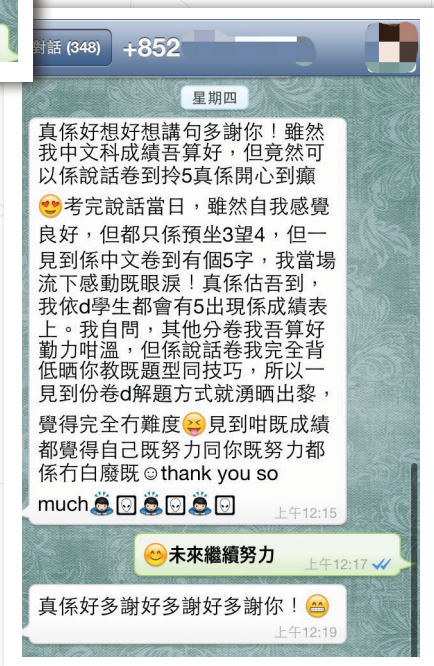 對話 (348)
+852
星期四
真係好想好想講句多謝你！雖然
我中文科成績吾算好，但竟然可
以係說話卷到拎5真係開心到癲
😍考完說話當日，雖然自我感覺
良好，但都只係預坐3望4，但一
見到係中文卷到有個5字，我當場
流下感動既眼淚！真係估吾到，
我依d學生都會有5出現係成績表
上。我自問，其他分卷我吾算好
勤力咁溫，但係說話卷我完全背
低晒你教既題型同技巧，所以一
見到份卷d解題方式就湧晒出黎，
覺得完全冇難度😝見到咁既成績
都覺得自己既努力同你既努力都
係冇白廢既☺thank you so
much🙇🙇🙇
上午12:15
😊未來繼續努力
上午12:17
真係好多謝好多謝好多謝你！😁
上午12:19